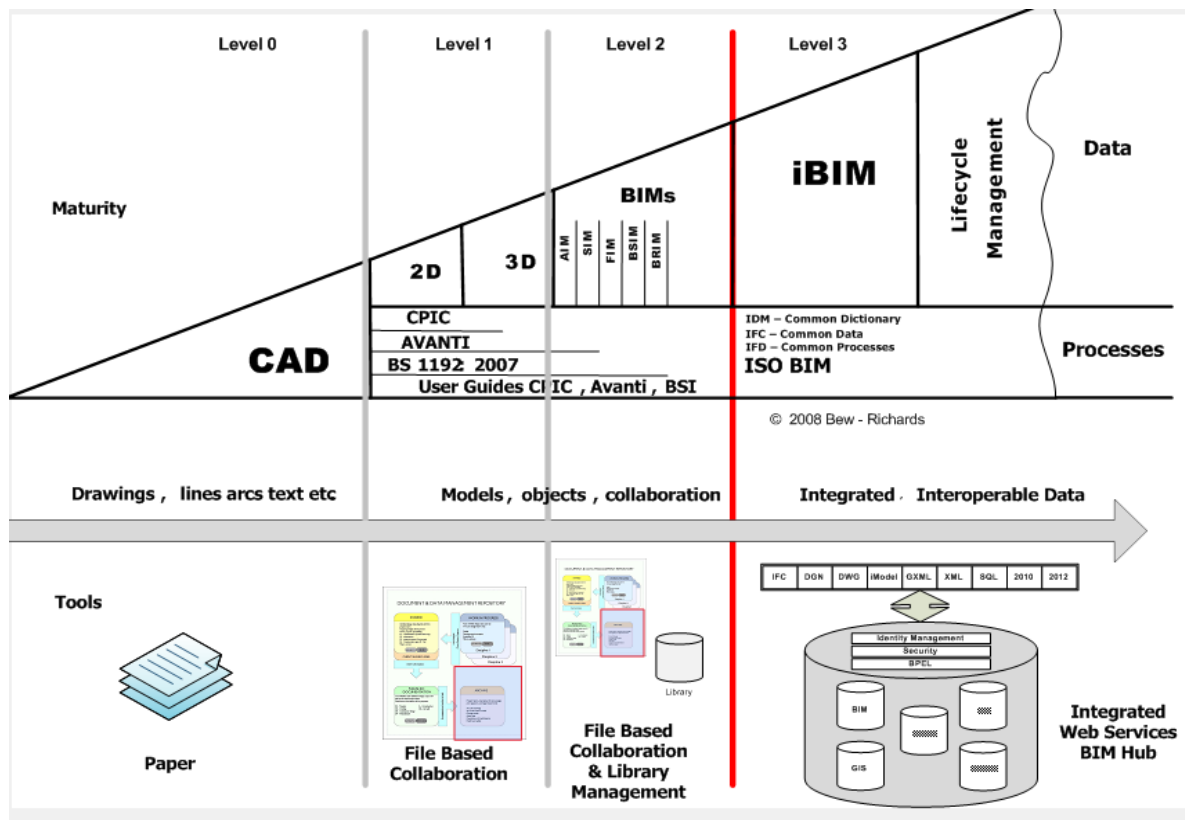 Level 0
Level 1
Level 2
Level 3
Maturity
CAD
2D
3D
BIMs
AIM
SIM
FIM
BSIM
BRIM
iBIM
Lifecycle
Management
Data
CPIC
AVANTI
BS 1192: 2007
User Guides CPIC , Avanti , BSI
IDM – Common Dictionary
IFC – Common Data
IFD – Common Processes
ISO BIM
Processes
© 2008 Bew - Richards
Drawings , lines arcs text etc
Models , objects , collaboration
Integrated , Interoperable Data
Tools
Paper
DOCUMENT & DATA MANAGEMENT REPOSITORY
File Based
Collaboration
Library
File Based
Collaboration
& Library
Management
IFC DGN DWG iModel GXML XML SQL 2010 2012
Identity Management
Security
BPEL
BIM
GIS
Integrated
Web Services
BIM Hub